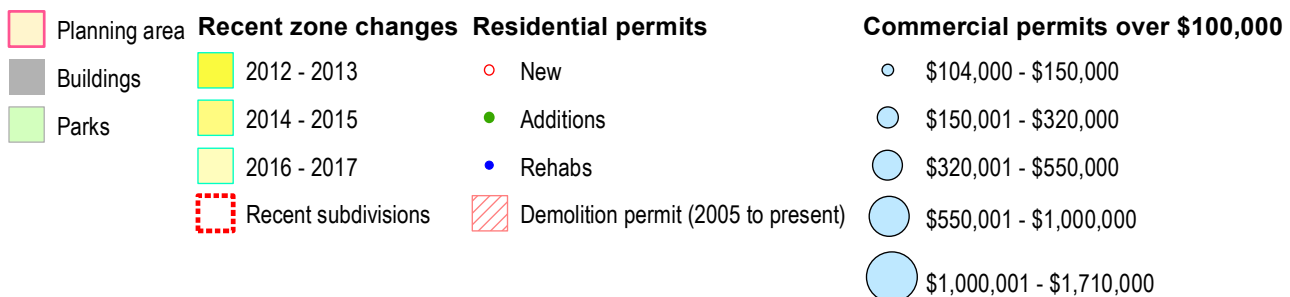 Planning area
Buildings
Parks
Recent zone changes
2012 - 2013
2014 - 2015
2016 - 2017
Recent subdivisions
Residential permits
New
Additions
Rehabs
Demolition permit (2005 to present)
Commercial permits over $100,000
$104,000 - $150,000
$150,001 - $320,000
$320,001 - $550,000
$550,001 - $1,000,000
$1,000,001 - $1,710,000